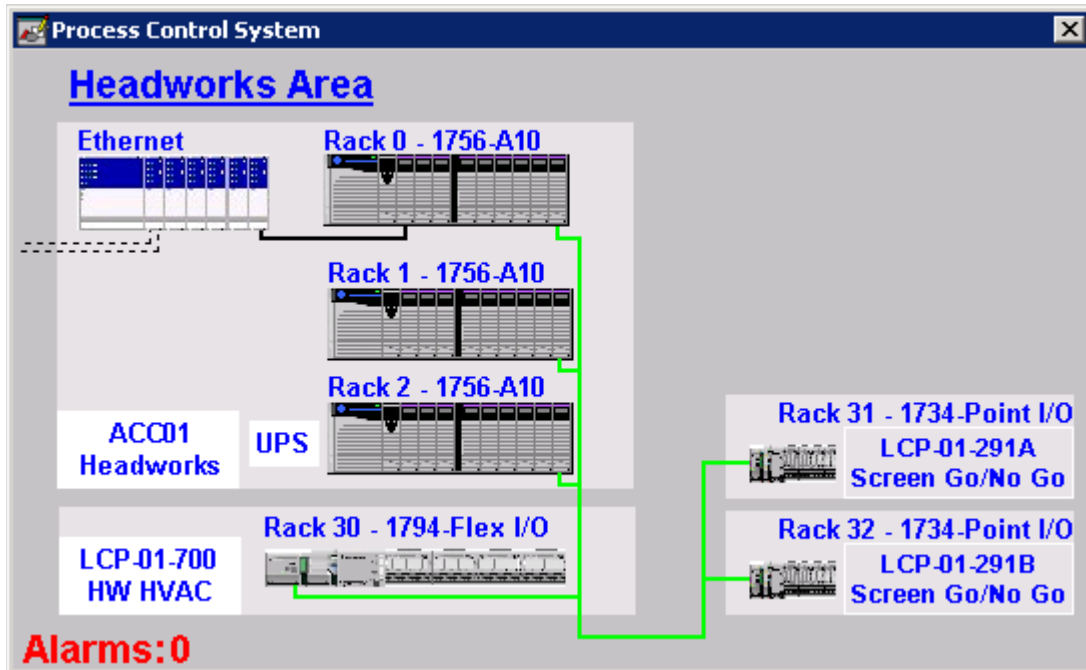 Process Control System
Headworks Area
Ethernet
Rack 0 - 1756-A10
Rack 1 - 1756-A10
Rack 2 - 1756-A10
ACC01
Headworks
UPS
Rack 30 - 1794-Flex I/O
LCP-01-700
HW HVAC
Rack 31 - 1734-Point I/O
LCP-01-291A
Screen Go/No Go
Rack 32 - 1734-Point I/O
LCP-01-291B
Screen Go/No Go
Alarms:0